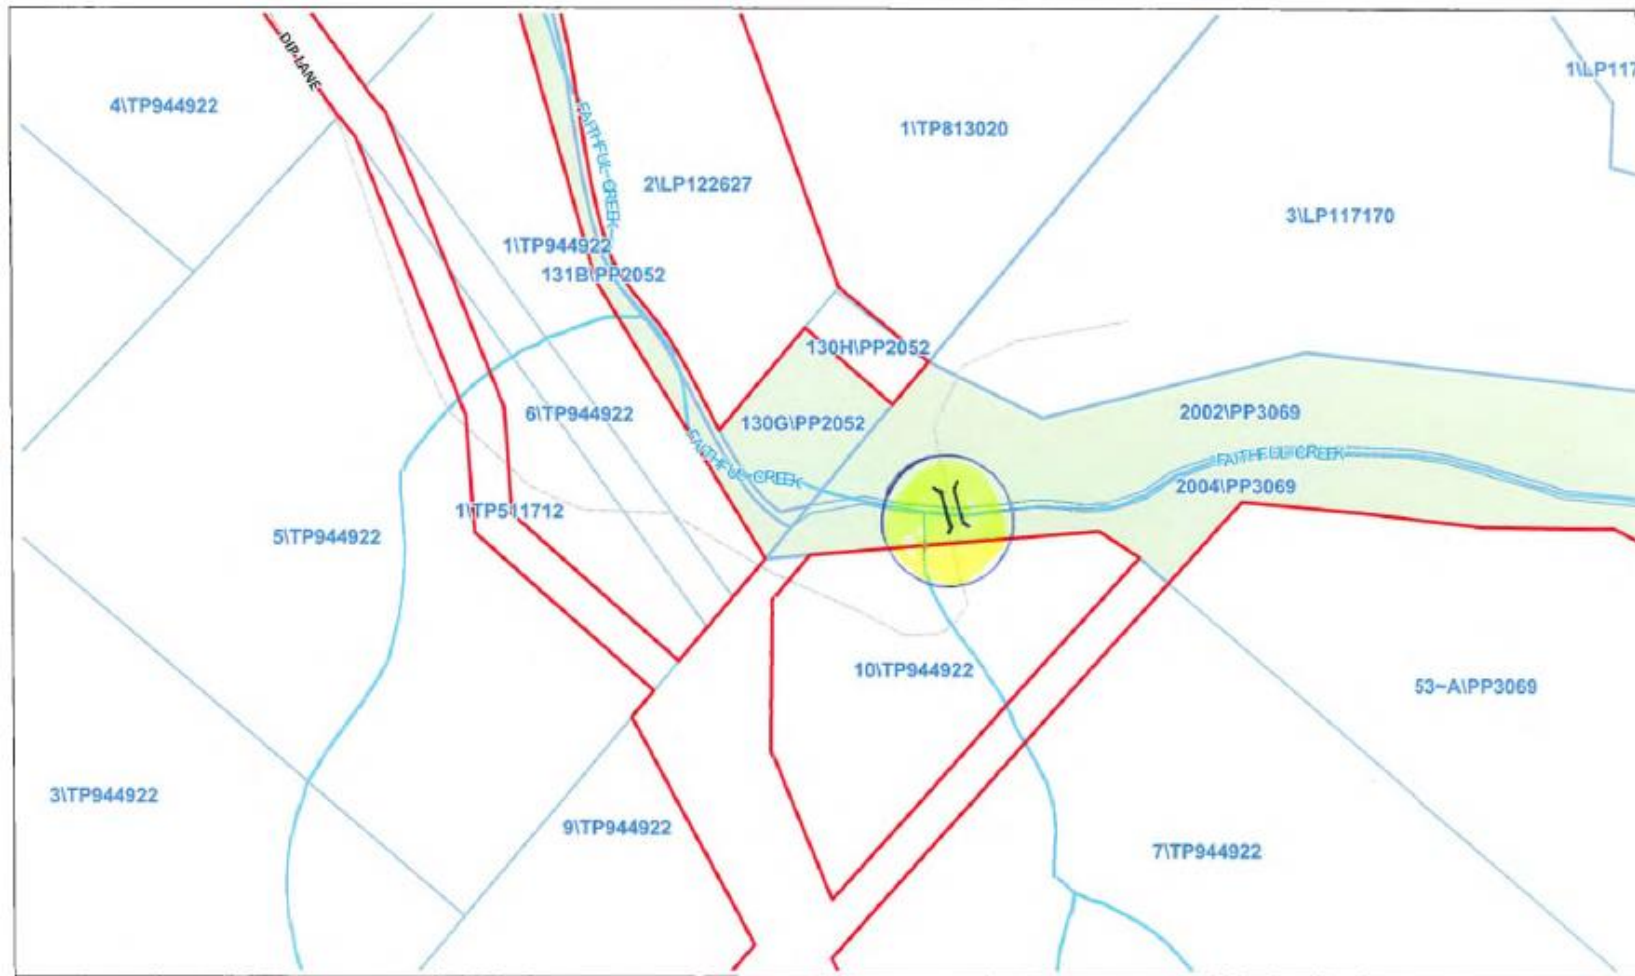 DIP LANE
1\LP117
4\TP944922
1\TP813020
FAITHFUL CREEK
2\LP122627
3\LP117170
1\TP944922
131B\PP2052
130H\PP2052
6\TP944922
130G\PP2052
2002\PP3069
FAITHFUL CREEK
FAITHFUL CREEK
2004\PP3069
1\TP511712
5\TP944922
10\TP944922
53~A\PP3069
3\TP944922
9\TP944922
7\TP944922